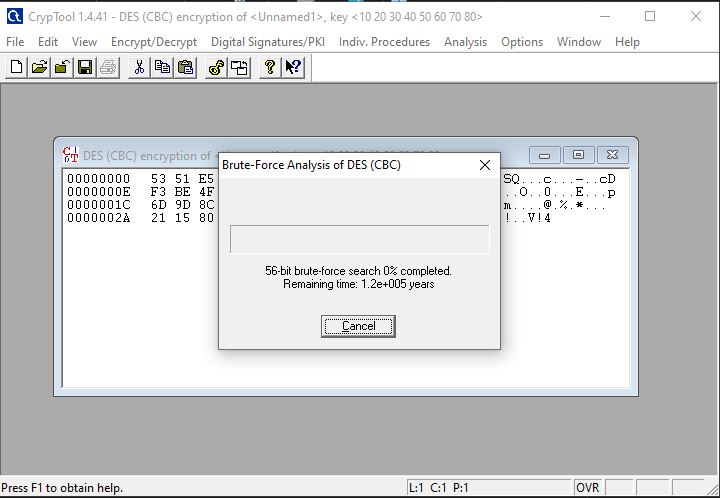 CrypTool 1.4.41 - DES (CBC) encryption of <Unnamed1>, key <10 20 30 40 50 60 70 80>
File Edit View Encrypt/Decrypt Digital Signatures/PKI Indiv. Procedures Analysis Options Window Help
DES (CBC) encryption of
Brute-Force Analysis of DES (CBC)
00000000 53 51 E5 SQ...c...-..cD
0000000E F3 BE 4F ..O..0...E...p
0000001C 6D 9D 8C m....@.%.*...
0000002A 21 15 80 !..V!4
56-bit brute-force search 0% completed.
Remaining time: 1.2e+005 years
Cancel
Press F1 to obtain help. L:1 C:1 P:1 OVR